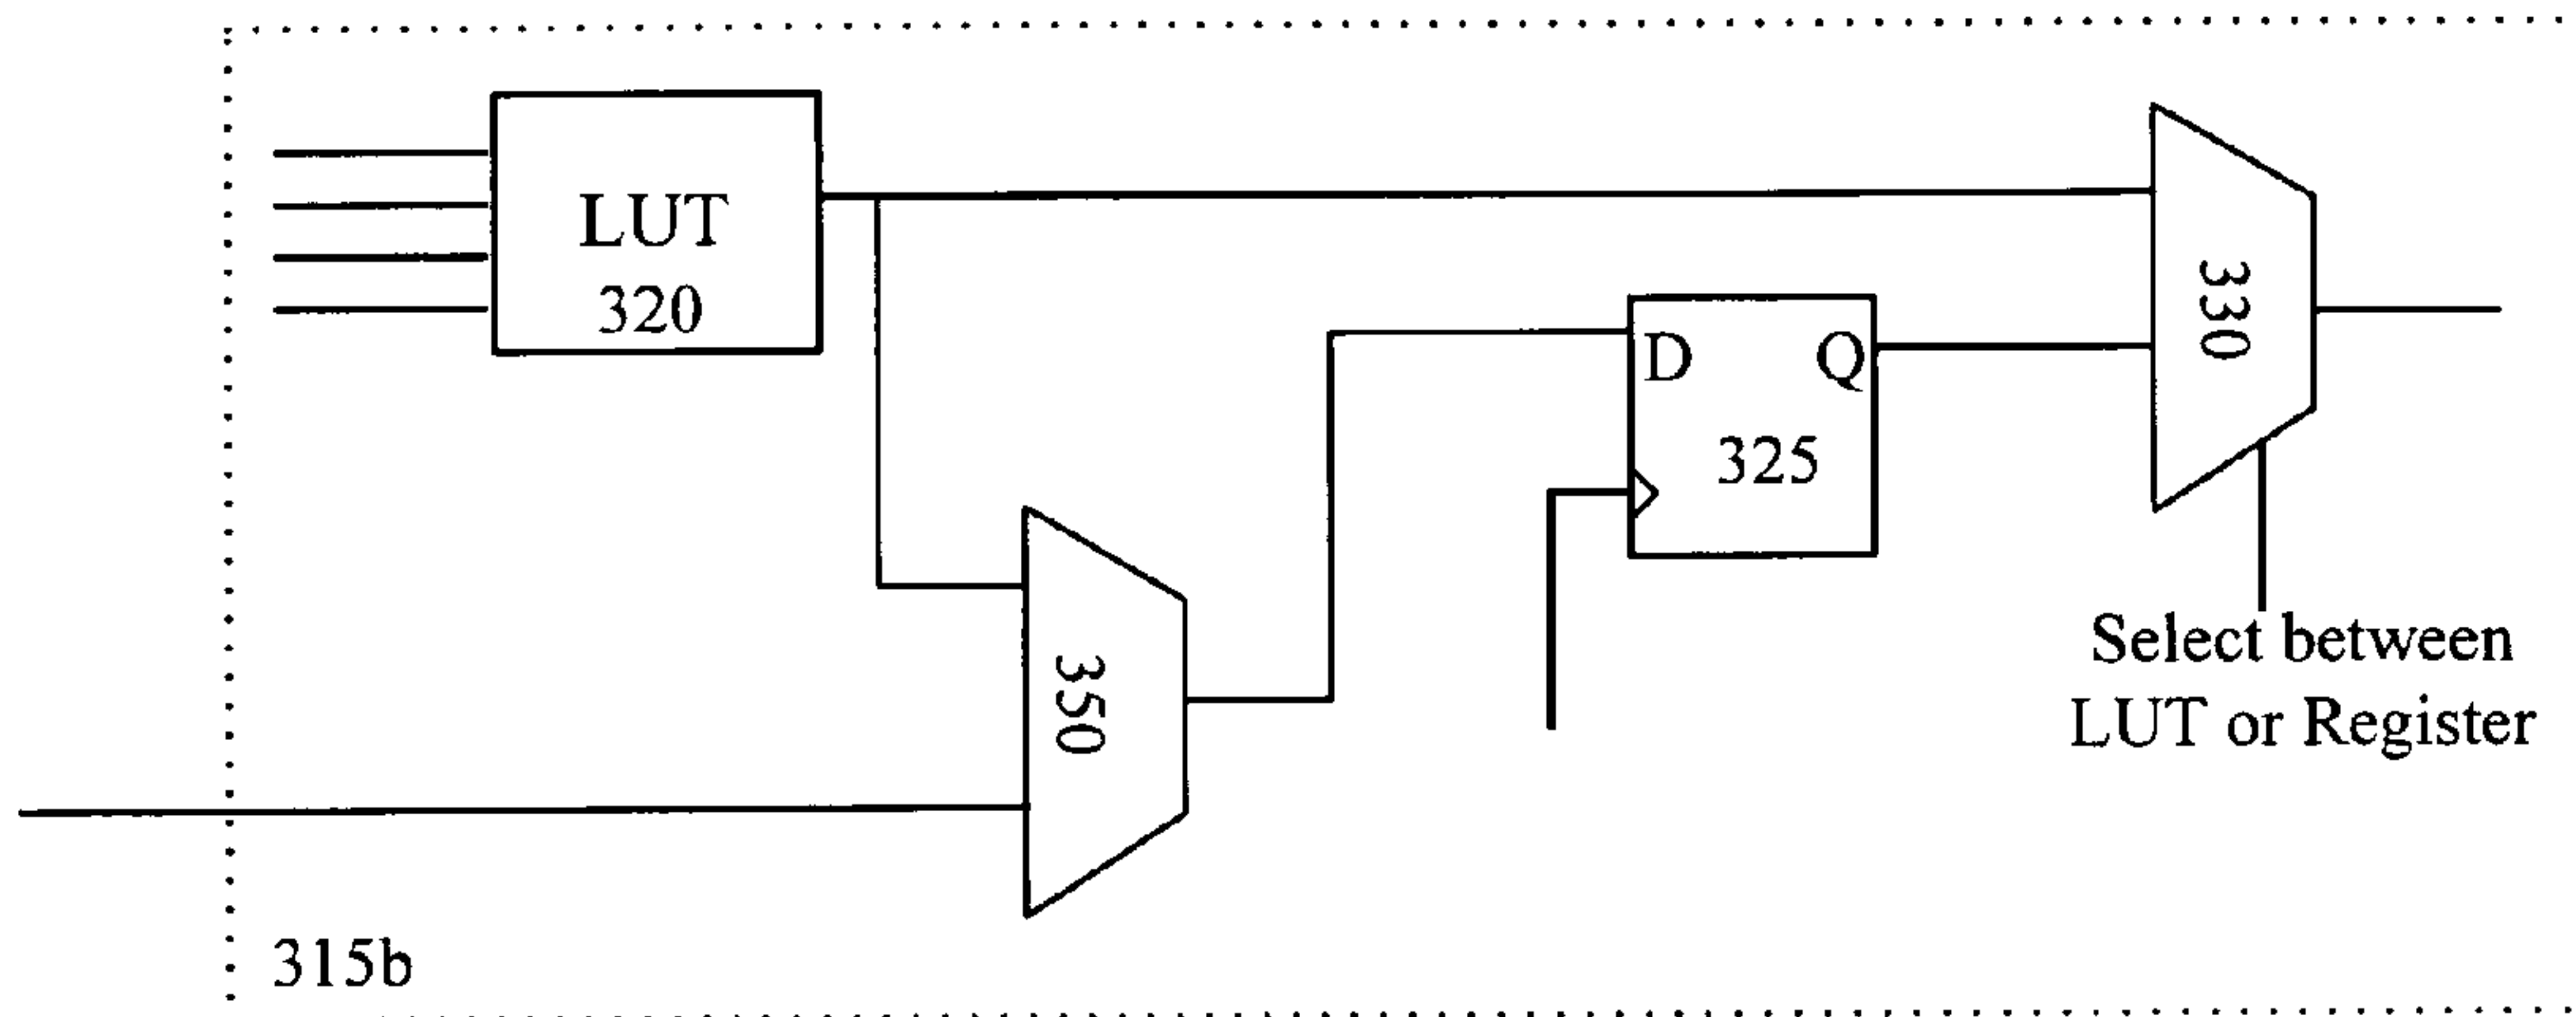 LUT
320
330
D
Q
325
350
Select between
LUT or Register
315b